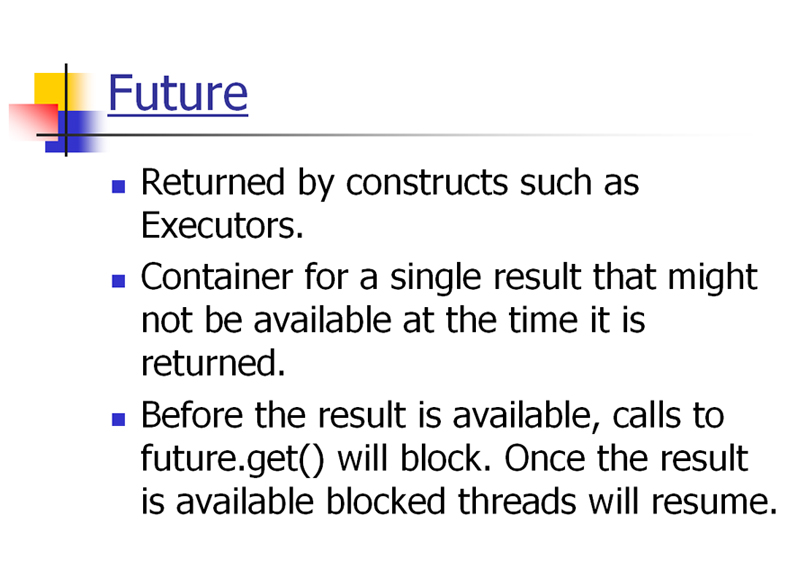 Future
Returned by constructs such as
Executors.
Container for a single result that might
not be available at the time it is
returned.
Before the result is available, calls to
future.get() will block. Once the result
is available blocked threads will resume.